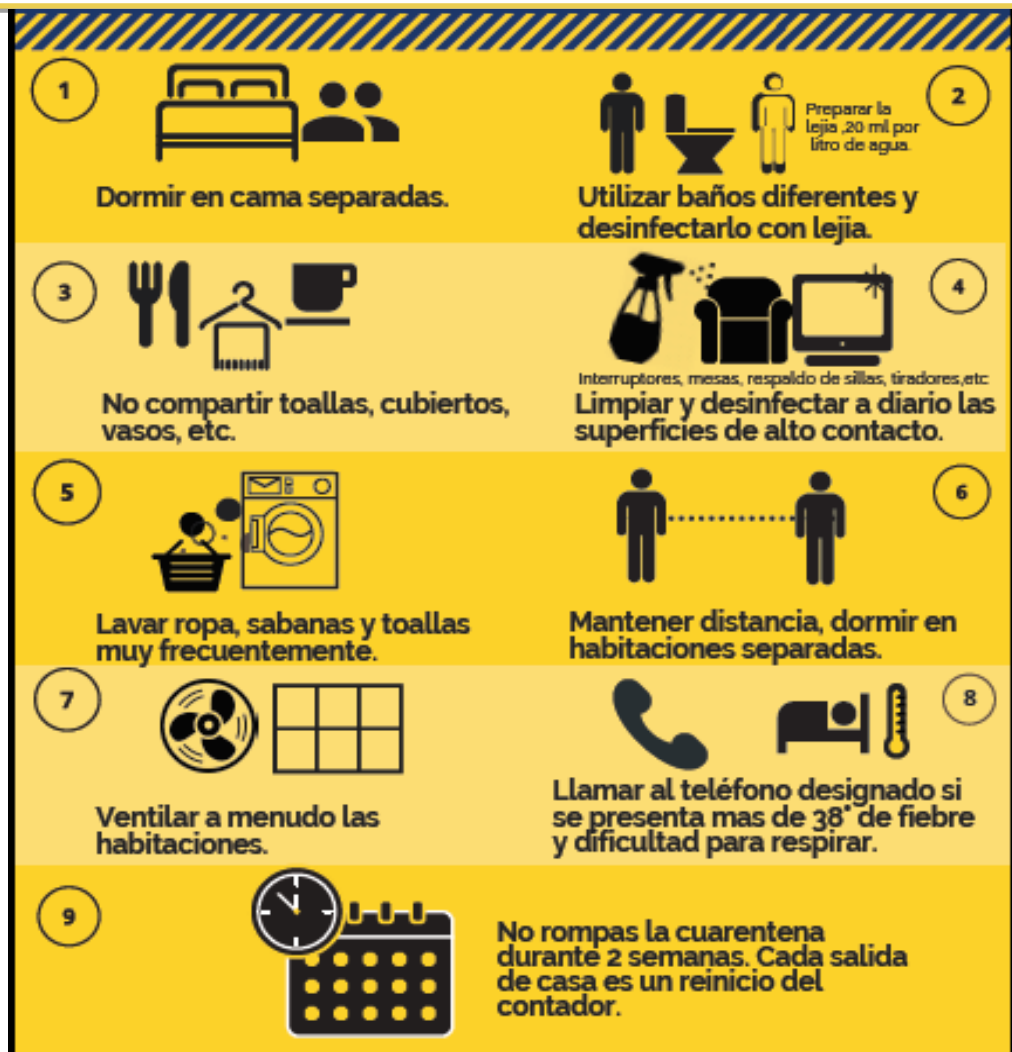 1
Dormir en cama separadas.
2
Preparar la
lejia ,20 ml por
litro de agua.
Utilizar baños diferentes y
desinfectarlo con lejia.
3
No compartir toallas, cubiertos,
vasos, etc.
4
Interruptores, mesas, respaldo de sillas, tiradores,etc
Limpiar y desinfectar a diario las
superficies de alto contacto.
5
Lavar ropa, sabanas y toallas
muy frecuentemente.
6
Mantener distancia, dormir en
habitaciones separadas.
7
Ventilar a menudo las
habitaciones.
8
Llamar al teléfono designado si
se presenta mas de 38° de fiebre
y dificultad para respirar.
9
No rompas la cuarentena
durante 2 semanas. Cada salida
de casa es un reinicio del
contador.